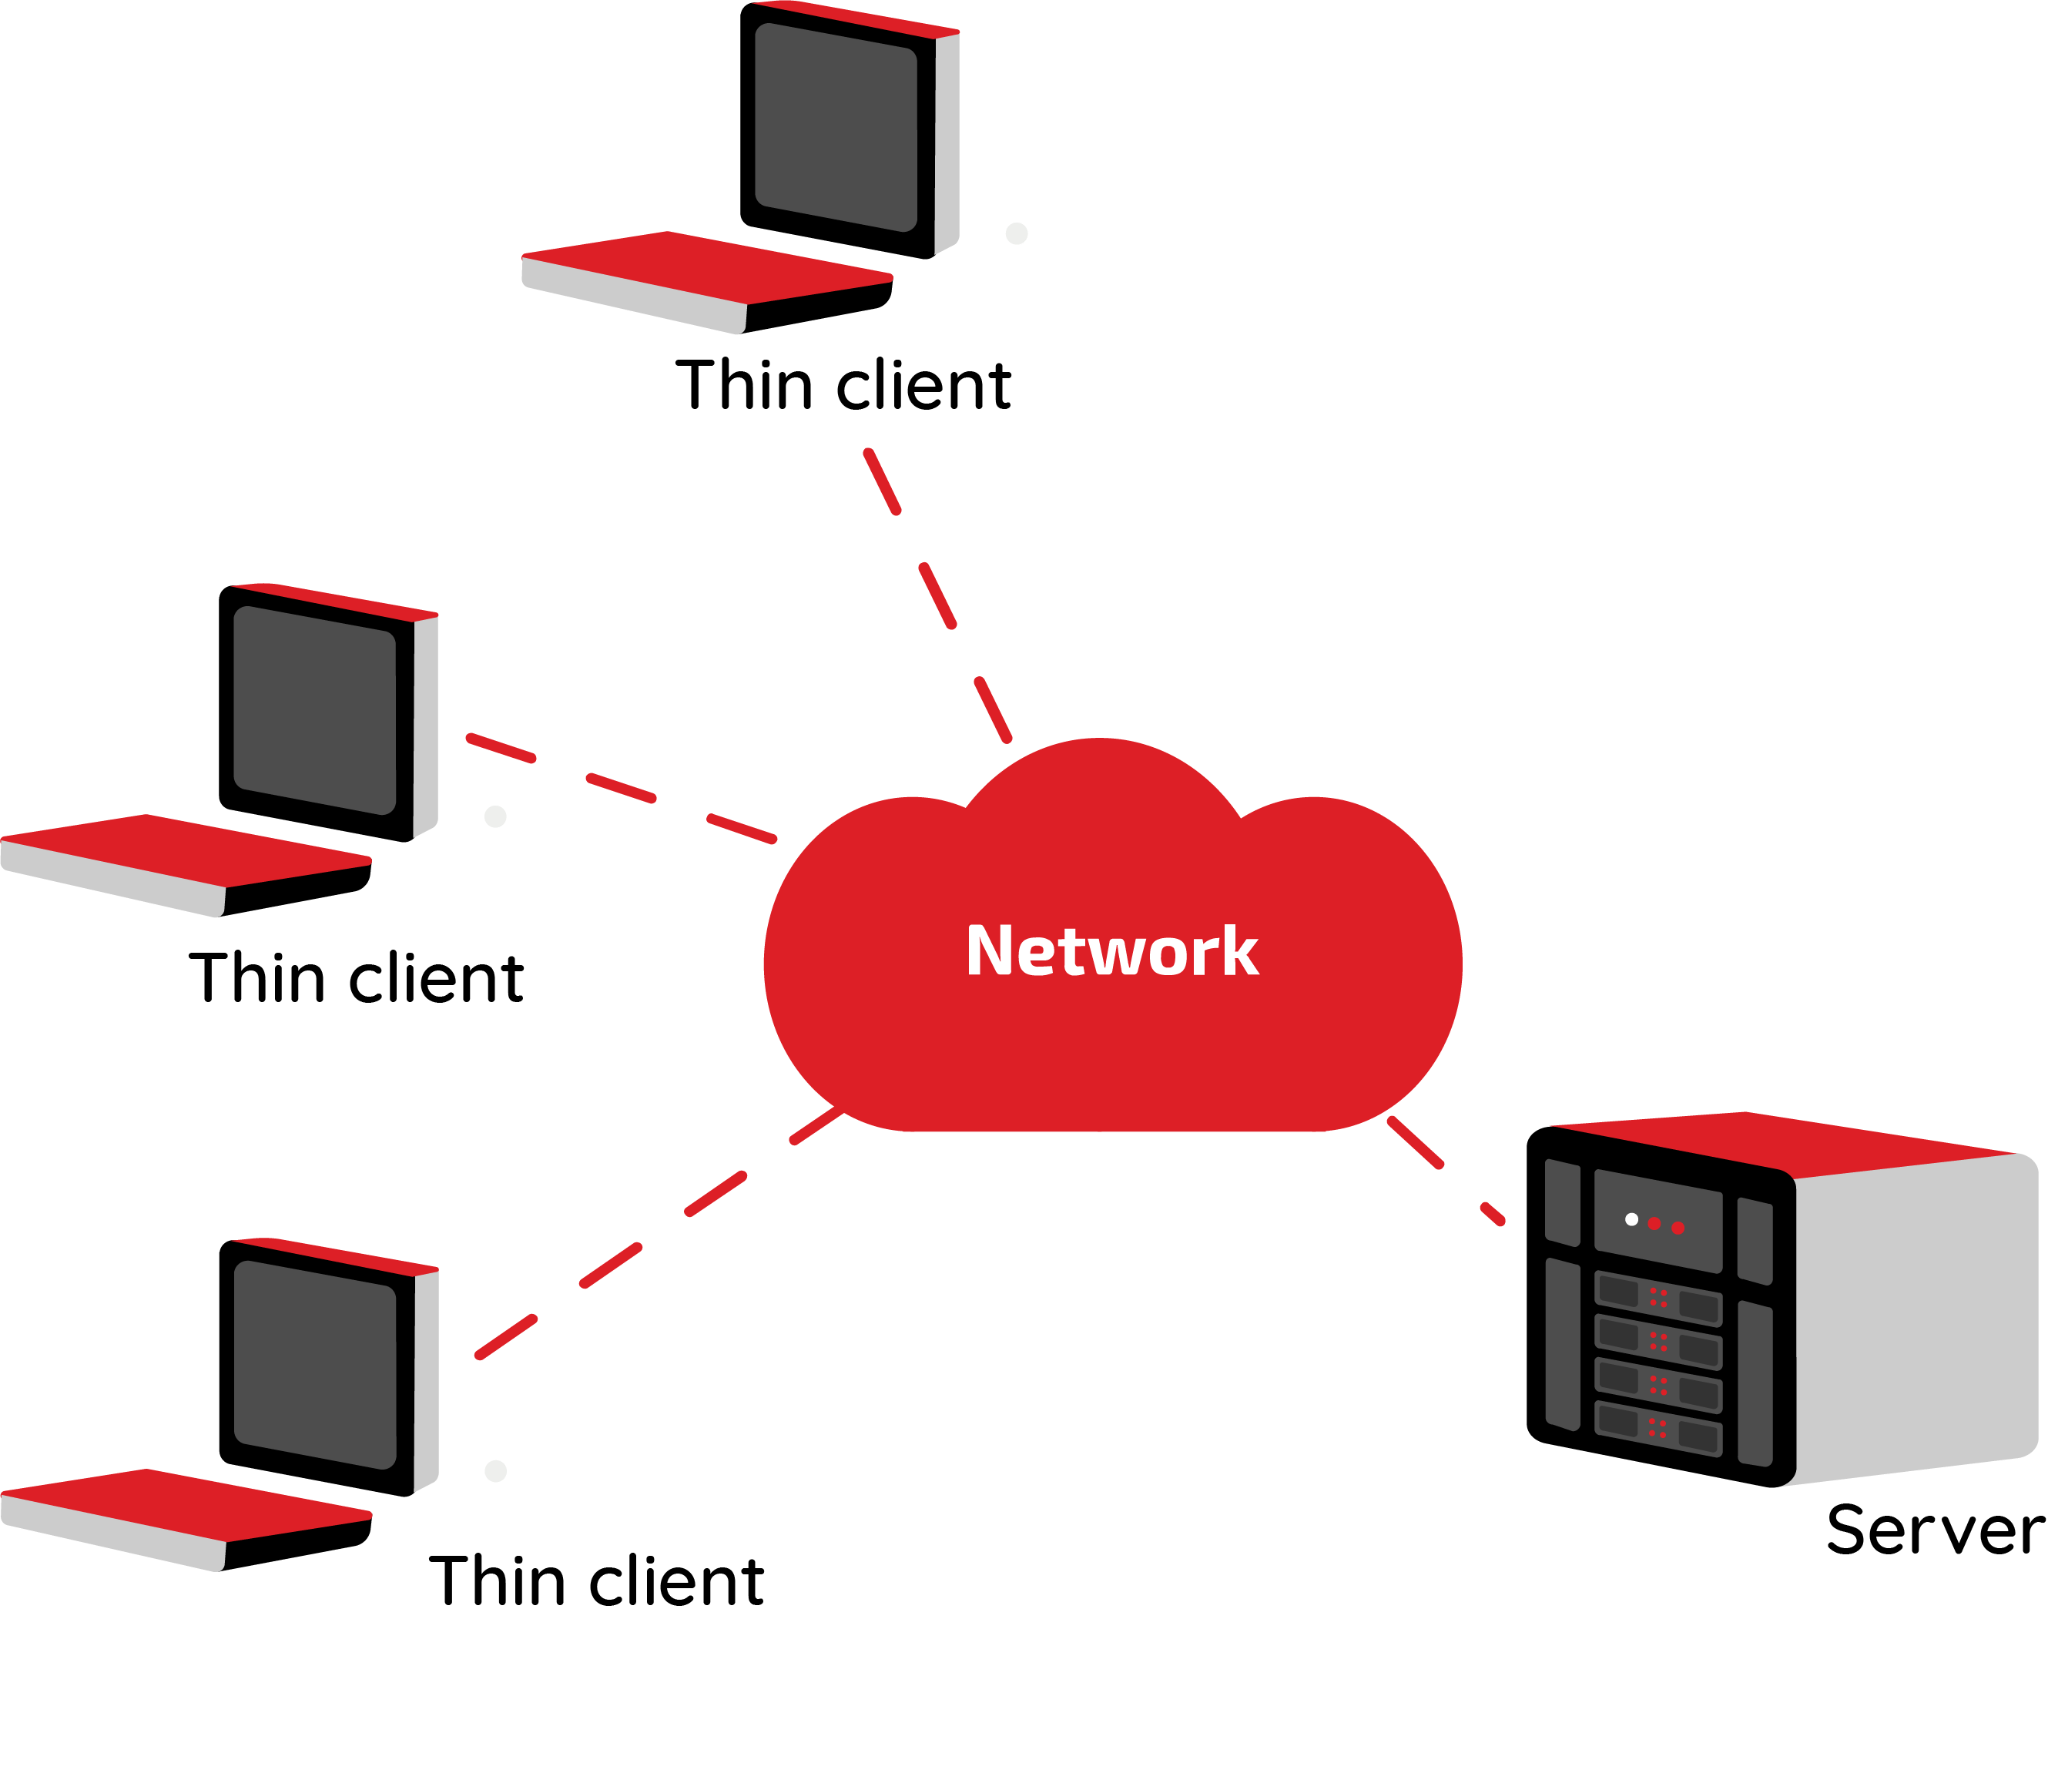 Thin client
Thin client
Network
Thin client
Server